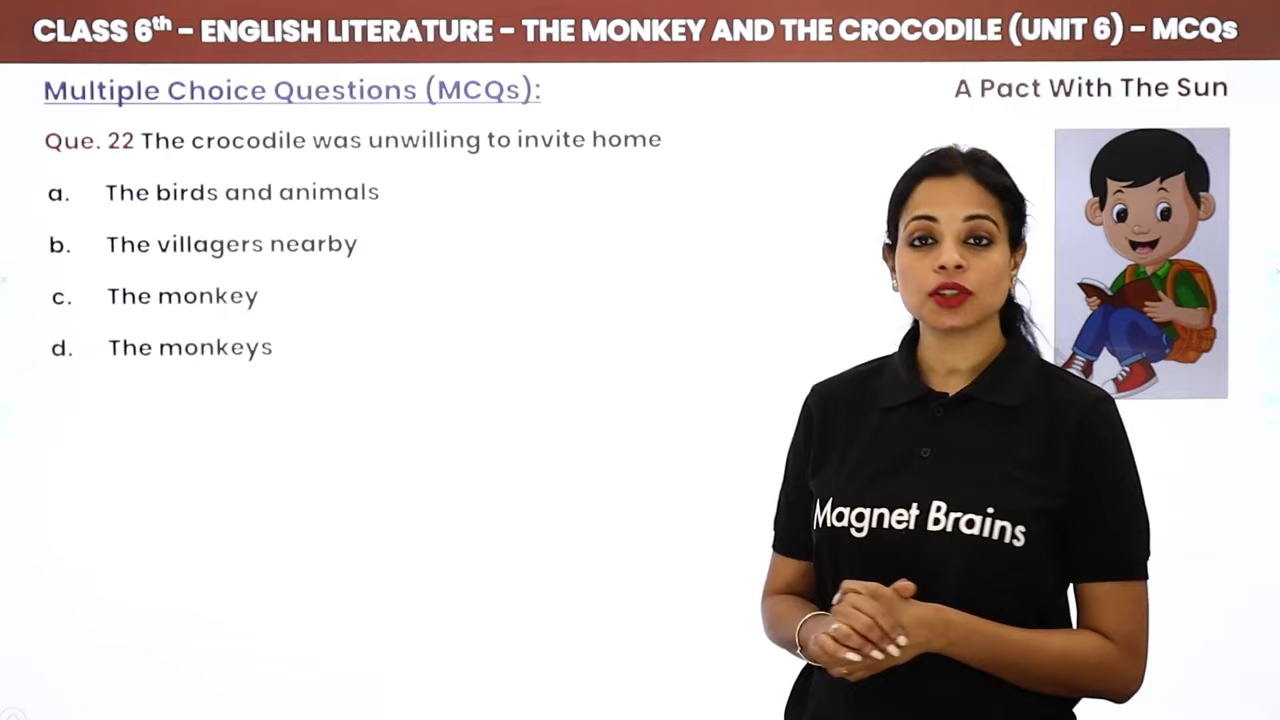 CLASS 6th – ENGLISH LITERATURE – THE MONKEY AND THE CROCODILE (UNIT 6) – MCQs
Multiple Choice Questions (MCQs):
A Pact With The Sun
Que. 22 The crocodile was unwilling to invite home
a. The birds and animals
b. The villagers nearby
c. The monkey
d. The monkeys
Magnet Brains